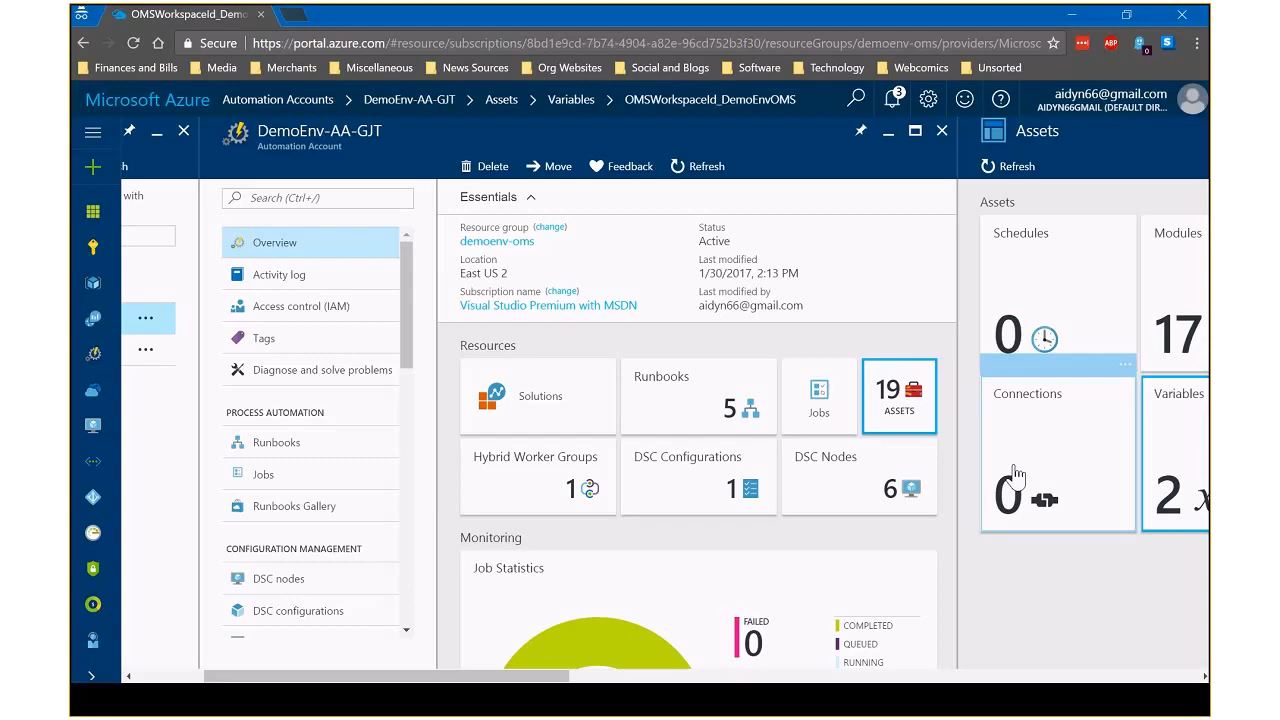 OMSWorkspaceId_Demo
Secure
https://portal.azure.com/#resource/subscriptions/8bd1e9cd-7b74-4904-a82e-96cd752b3f30/resourceGroups/demoenv-oms/providers/Microsc
ABP
0
S
Finances and Bills
Media
Merchants
Miscellaneous
News Sources
Org Websites
Social and Blogs
Software
Technology
Webcomics
Unsorted
Microsoft Azure
Automation Accounts
DemoEnv-AA-GJT
Assets
Variables
OMSWorkspaceId_DemoEnvOMS
3
aidyn66@gmail.com
AIDYN66GMAIL (DEFAULT DIR...
DemoEnv-AA-GJT
Automation Account
Assets
h
Delete
Move
Feedback
Refresh
Refresh
with
Search (Ctrl+/)
Overview
Activity log
Access control (IAM)
Tags
Diagnose and solve problems
PROCESS AUTOMATION
Runbooks
Jobs
Runbooks Gallery
CONFIGURATION MANAGEMENT
DSC nodes
DSC configurations
Essentials
Resource group (change)
demoenv-oms
Location
East US 2
Subscription name (change)
Visual Studio Premium with MSDN
Status
Active
Last modified
1/30/2017, 2:13 PM
Last modified by
aidyn66@gmail.com
Resources
Solutions
Runbooks
5
Jobs
19
ASSETS
Hybrid Worker Groups
1
DSC Configurations
1
DSC Nodes
6
Monitoring
Job Statistics
FAILED
0
COMPLETED
QUEUED
RUNNING
Assets
Schedules
0
Modules
17
Connections
0
Variables
2